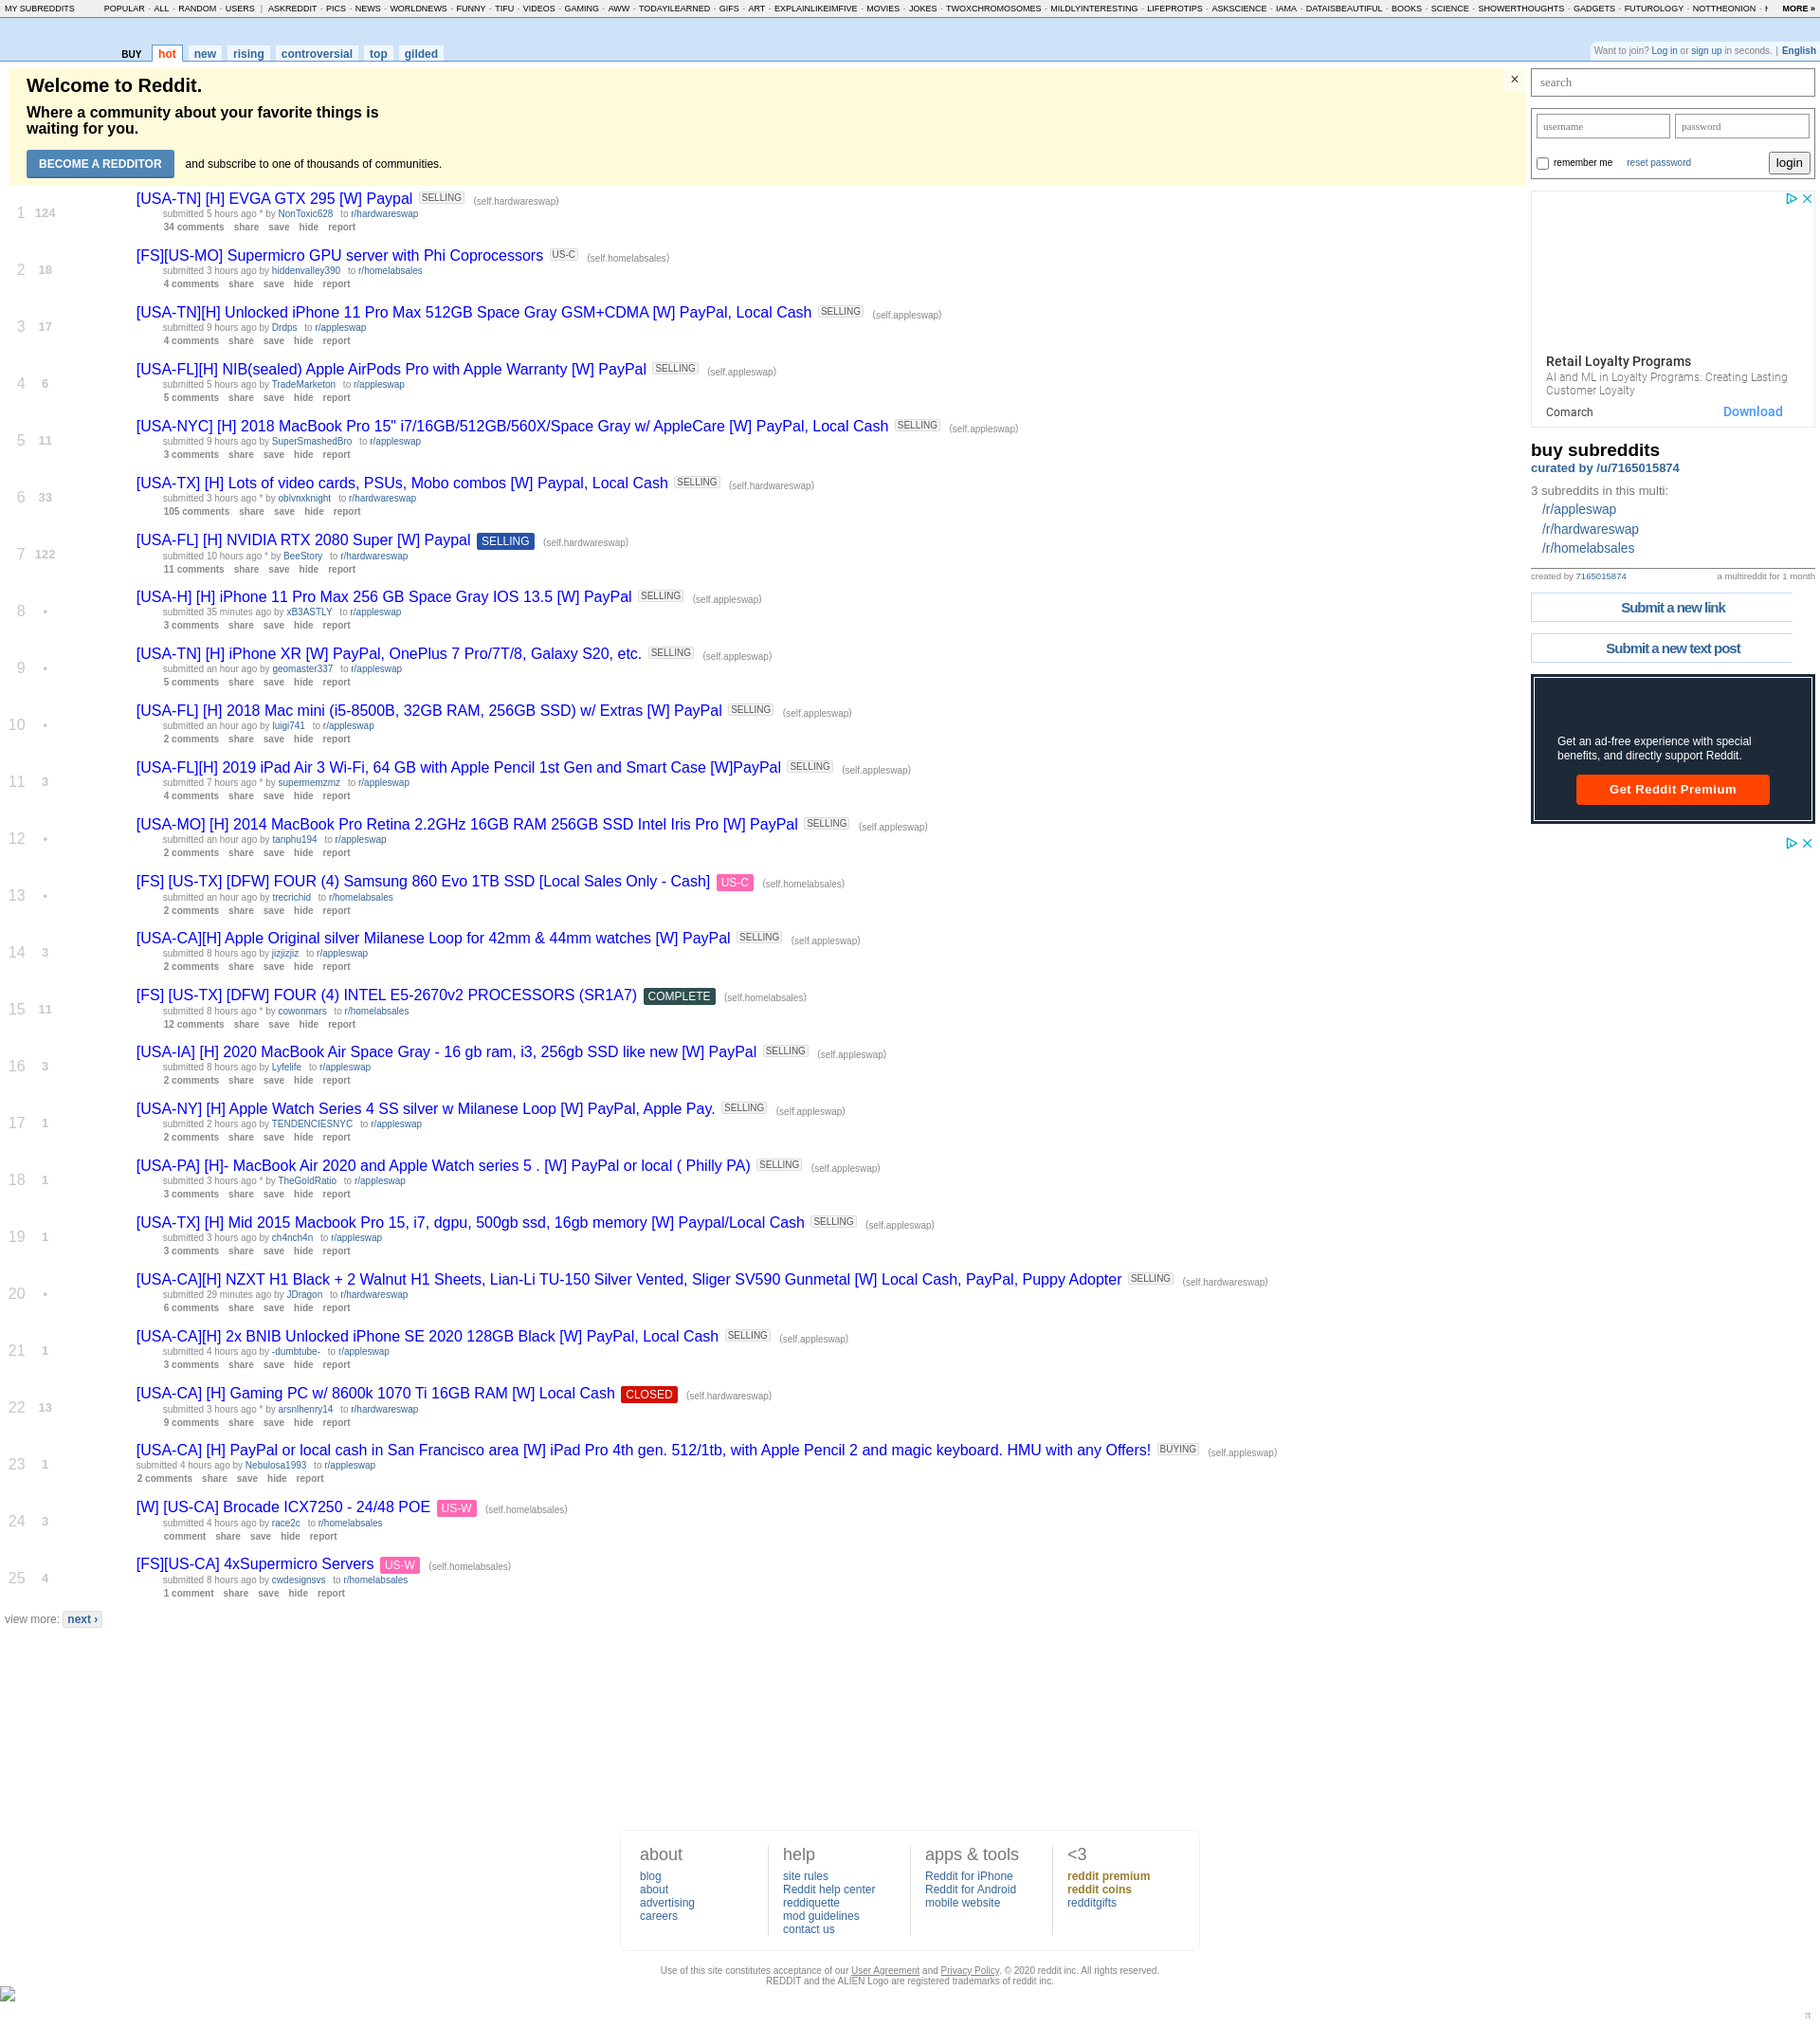 MY SUBREDDITS POPULAR - ALL - RANDOM - USERS | ASKREDDIT - PICS - NEWS - WORLDNEWS - FUNNY - TIFU - VIDEOS - GAMING - AWW - TODAYILEARNED - GIFS - ART - EXPLAINLIKEIMFIVE - MOVIES - JOKES - TWOXCHROMOSOMES - MILDLYINTERESTING - LIFEPROTIPS - ASKSCIENCE - IAMA - DATAISBEAUTIFUL - BOOKS - SCIENCE - SHOWERTHOUGHTS - GADGETS - FUTUROLOGY - NOTTHEONION - MORE »
BUY hot new rising controversial top gilded
Want to join? Log in or sign up in seconds. | English
Welcome to Reddit.
×
Where a community about your favorite things is
waiting for you.
BECOME A REDDITOR and subscribe to one of thousands of communities.
1 124 [USA-TN] [H] EVGA GTX 295 [W] Paypal SELLING (self.hardwareswap)
submitted 5 hours ago * by NonToxic628 to r/hardwareswap
34 comments share save hide report
2 18 [FS][US-MO] Supermicro GPU server with Phi Coprocessors US-C (self.homelabsales)
submitted 3 hours ago by hiddenvalley390 to r/homelabsales
4 comments share save hide report
3 17 [USA-TN][H] Unlocked iPhone 11 Pro Max 512GB Space Gray GSM+CDMA [W] PayPal, Local Cash SELLING (self.appleswap)
submitted 9 hours ago by Drdps to r/appleswap
4 comments share save hide report
4 6 [USA-FL][H] NIB(sealed) Apple AirPods Pro with Apple Warranty [W] PayPal SELLING (self.appleswap)
submitted 5 hours ago by TradeMarketon to r/appleswap
5 comments share save hide report
5 11 [USA-NYC] [H] 2018 MacBook Pro 15" i7/16GB/512GB/560X/Space Gray w/ AppleCare [W] PayPal, Local Cash SELLING (self.appleswap)
submitted 9 hours ago by SuperSmashedBro to r/appleswap
3 comments share save hide report
6 33 [USA-TX] [H] Lots of video cards, PSUs, Mobo combos [W] Paypal, Local Cash SELLING (self.hardwareswap)
submitted 3 hours ago * by oblvnxknight to r/hardwareswap
105 comments share save hide report
7 122 [USA-FL] [H] NVIDIA RTX 2080 Super [W] Paypal SELLING (self.hardwareswap)
submitted 10 hours ago * by BeeStory to r/hardwareswap
11 comments share save hide report
8 • [USA-H] [H] iPhone 11 Pro Max 256 GB Space Gray IOS 13.5 [W] PayPal SELLING (self.appleswap)
submitted 35 minutes ago by xB3ASTLY to r/appleswap
3 comments share save hide report
9 • [USA-TN] [H] iPhone XR [W] PayPal, OnePlus 7 Pro/7T/8, Galaxy S20, etc. SELLING (self.appleswap)
submitted an hour ago by geomaster337 to r/appleswap
5 comments share save hide report
10 • [USA-FL] [H] 2018 Mac mini (i5-8500B, 32GB RAM, 256GB SSD) w/ Extras [W] PayPal SELLING (self.appleswap)
submitted an hour ago by luigi741 to r/appleswap
2 comments share save hide report
11 3 [USA-FL][H] 2019 iPad Air 3 Wi-Fi, 64 GB with Apple Pencil 1st Gen and Smart Case [W]PayPal SELLING (self.appleswap)
submitted 7 hours ago * by supermemzmz to r/appleswap
4 comments share save hide report
12 • [USA-MO] [H] 2014 MacBook Pro Retina 2.2GHz 16GB RAM 256GB SSD Intel Iris Pro [W] PayPal SELLING (self.appleswap)
submitted an hour ago by tanphu194 to r/appleswap
2 comments share save hide report
13 • [FS] [US-TX] [DFW] FOUR (4) Samsung 860 Evo 1TB SSD [Local Sales Only - Cash] US-C (self.homelabsales)
submitted an hour ago by trecrichid to r/homelabsales
2 comments share save hide report
14 3 [USA-CA][H] Apple Original silver Milanese Loop for 42mm & 44mm watches [W] PayPal SELLING (self.appleswap)
submitted 8 hours ago by jizjizjiz to r/appleswap
2 comments share save hide report
15 11 [FS] [US-TX] [DFW] FOUR (4) INTEL E5-2670v2 PROCESSORS (SR1A7) COMPLETE (self.homelabsales)
submitted 8 hours ago * by cowonmars to r/homelabsales
12 comments share save hide report
16 3 [USA-IA] [H] 2020 MacBook Air Space Gray - 16 gb ram, i3, 256gb SSD like new [W] PayPal SELLING (self.appleswap)
submitted 8 hours ago by Lyfelife to r/appleswap
2 comments share save hide report
17 1 [USA-NY] [H] Apple Watch Series 4 SS silver w Milanese Loop [W] PayPal, Apple Pay. SELLING (self.appleswap)
submitted 2 hours ago by TENDENCIESNYC to r/appleswap
2 comments share save hide report
18 1 [USA-PA] [H]- MacBook Air 2020 and Apple Watch series 5 . [W] PayPal or local ( Philly PA) SELLING (self.appleswap)
submitted 3 hours ago * by TheGoldRatio to r/appleswap
3 comments share save hide report
19 1 [USA-TX] [H] Mid 2015 Macbook Pro 15, i7, dgpu, 500gb ssd, 16gb memory [W] Paypal/Local Cash SELLING (self.appleswap)
submitted 3 hours ago by ch4nch4n to r/appleswap
3 comments share save hide report
20 • [USA-CA][H] NZXT H1 Black + 2 Walnut H1 Sheets, Lian-Li TU-150 Silver Vented, Sliger SV590 Gunmetal [W] Local Cash, PayPal, Puppy Adopter SELLING (self.hardwareswap)
submitted 29 minutes ago by JDragon to r/hardwareswap
6 comments share save hide report
21 1 [USA-CA][H] 2x BNIB Unlocked iPhone SE 2020 128GB Black [W] PayPal, Local Cash SELLING (self.appleswap)
submitted 4 hours ago by -dumbtube- to r/appleswap
3 comments share save hide report
22 13 [USA-CA] [H] Gaming PC w/ 8600k 1070 Ti 16GB RAM [W] Local Cash CLOSED (self.hardwareswap)
submitted 3 hours ago * by arsnlhenry14 to r/hardwareswap
9 comments share save hide report
23 1 [USA-CA] [H] PayPal or local cash in San Francisco area [W] iPad Pro 4th gen. 512/1tb, with Apple Pencil 2 and magic keyboard. HMU with any Offers! BUYING (self.appleswap)
submitted 4 hours ago by Nebulosa1993 to r/appleswap
2 comments share save hide report
24 3 [W] [US-CA] Brocade ICX7250 - 24/48 POE US-W (self.homelabsales)
submitted 4 hours ago by race2c to r/homelabsales
comment share save hide report
25 4 [FS][US-CA] 4xSupermicro Servers US-W (self.homelabsales)
submitted 8 hours ago by cwdesignsvs to r/homelabsales
1 comment share save hide report
view more: next ›
search
username password
remember me reset password login
Retail Loyalty Programs
AI and ML in Loyalty Programs: Creating Lasting
Customer Loyalty
Comarch Download
buy subreddits
curated by /u/7165015874
3 subreddits in this multi:
/r/appleswap
/r/hardwareswap
/r/homelabsales
created by 7165015874 a multireddit for 1 month
Submit a new link
Submit a new text post
Get an ad-free experience with special
benefits, and directly support Reddit.
Get Reddit Premium
about
blog
about
advertising
careers
help
site rules
Reddit help center
reddiquette
mod guidelines
contact us
apps & tools
Reddit for iPhone
Reddit for Android
mobile website
<3
reddit premium
reddit coins
redditgifts
Use of this site constitutes acceptance of our User Agreement and Privacy Policy. © 2020 reddit inc. All rights reserved.
REDDIT and the ALIEN Logo are registered trademarks of reddit inc.
π